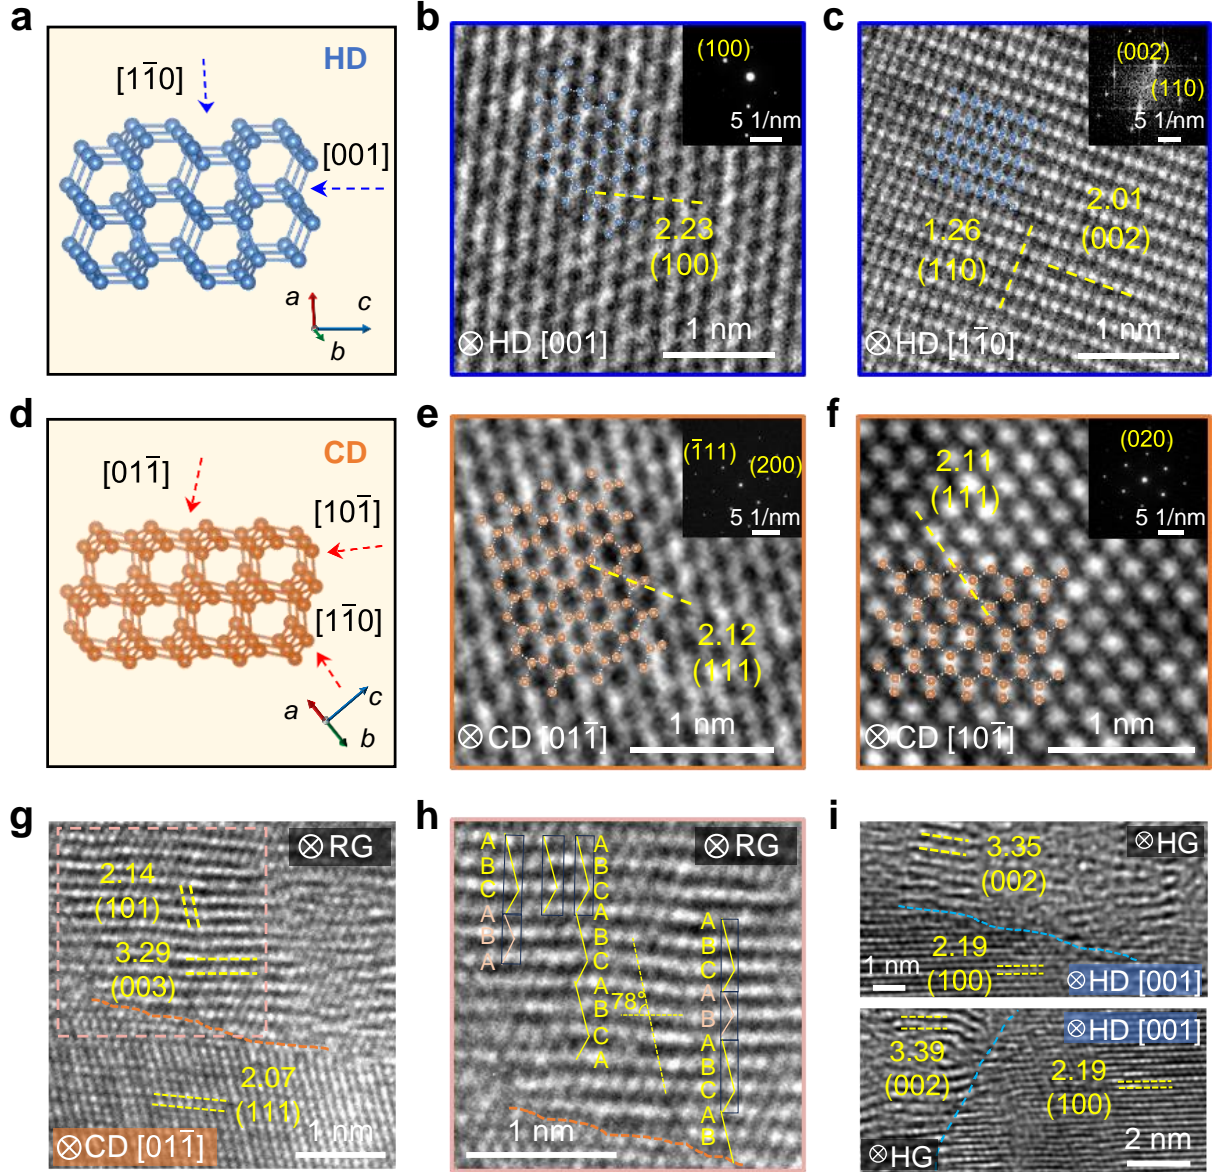 a
HD
[11̄0]
[001]
a
c
b
b
(100)
5 1/nm
2.23
(100)
1 nm
⊗ HD [001]
c
(002)
(110)
5 1/nm
2.01
(002)
1.26
(110)
1 nm
⊗ HD [11̄0]
d
CD
[011̄]
[101̄]
[11̄0]
a
c
b
e
(1̄11)
(200)
5 1/nm
2.12
(111)
1 nm
⊗ CD [011̄]
f
(020)
5 1/nm
2.11
(111)
1 nm
⊗ CD [101̄]
g
⊗ RG
2.14
(101)
3.29
(003)
2.07
(111)
1 nm
⊗ CD [011̄]
h
⊗ RG
A
B
C
A
B
A
A
B
C
A
B
C
A
B
C
A
78°
A
B
C
A
B
A
B
C
A
B
1 nm
i
⊗ HG
3.35
(002)
2.19
(100)
1 nm
⊗ HD [001]
⊗ HD [001]
3.39
(002)
2.19
(100)
⊗ HG
2 nm